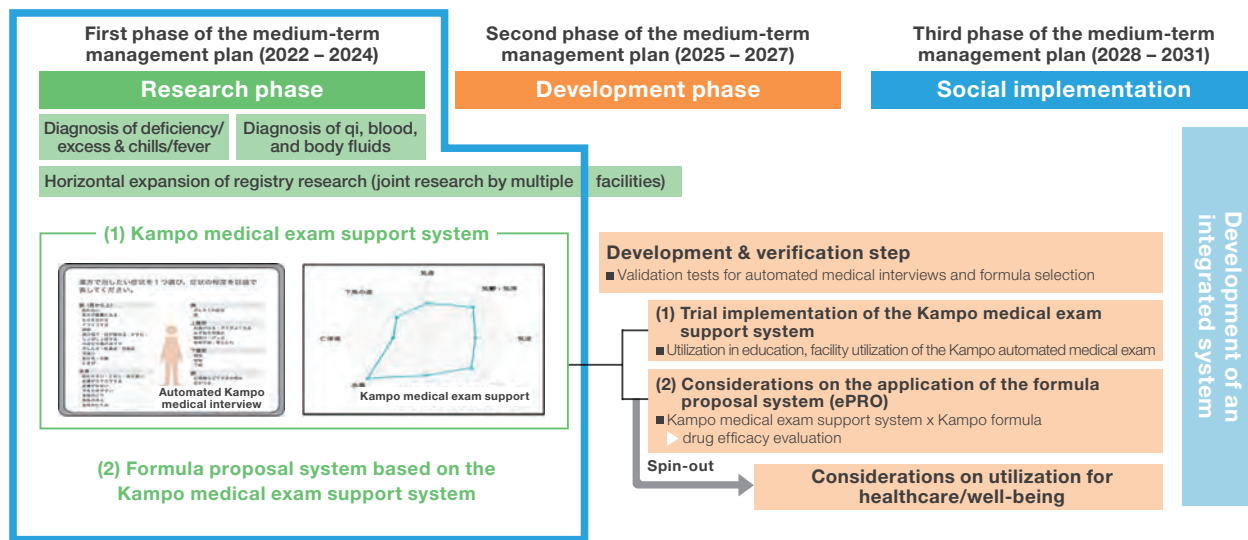 First phase of the medium-term
management plan (2022 – 2024)
Second phase of the medium-term
management plan (2025 – 2027)
Third phase of the medium-term
management plan (2028 – 2031)
Research phase
Development phase
Social implementation
Diagnosis of deficiency/
excess & chills/fever
Diagnosis of qi, blood,
and body fluids
Horizontal expansion of registry research (joint research by multiple facilities)
(1) Kampo medical exam support system
Automated Kampo
medical interview
Kampo medical exam support
(2) Formula proposal system based on the
Kampo medical exam support system
Development & verification step
■ Validation tests for automated medical interviews and formula selection
(1) Trial implementation of the Kampo medical exam
support system
■ Utilization in education, facility utilization of the Kampo automated medical exam
(2) Considerations on the application of the formula
proposal system (ePRO)
■ Kampo medical exam support system x Kampo formula
▶ drug efficacy evaluation
Spin-out
Considerations on utilization for
healthcare/well-being
Development of an
integrated system